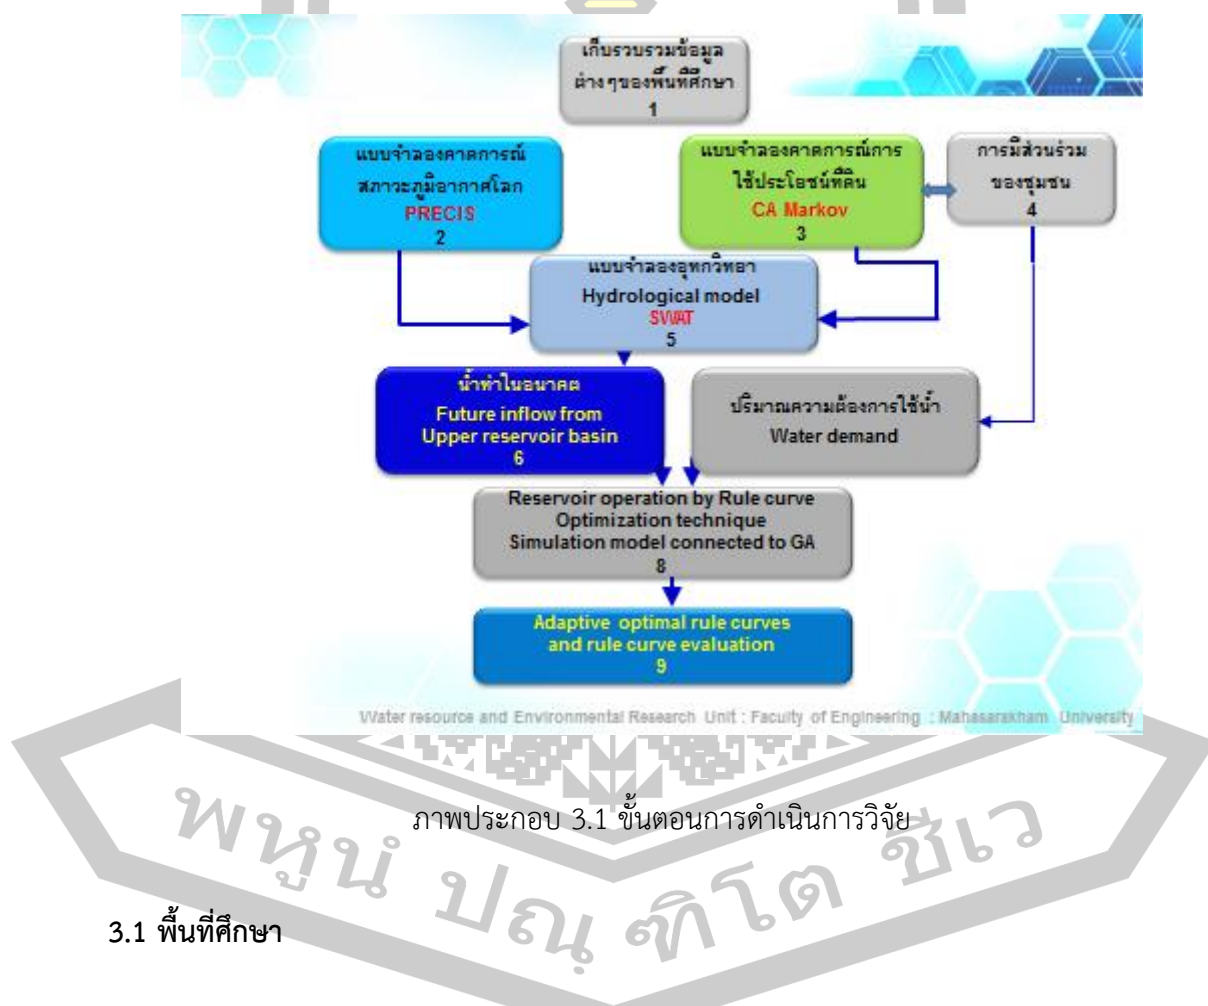 เก็บรวบรวมข้อมูล
ต่างๆของพื้นที่ศึกษา
1
แบบจำลองคาดการณ์
สภาวะภูมิอากาศโลก
PRECIS
2
แบบจำลองคาดการณ์การ
ใช้ประโยชน์ที่ดิน
CA Markov
3
การมีส่วนร่วม
ของชุมชน
4
แบบจำลองอุทกวิทยา
Hydrological model
SWAT
5
น้ำท่าในอนาคต
Future inflow from
Upper reservoir basin
6
ปริมาณความต้องการใช้น้ำ
Water demand
Reservoir operation by Rule curve
Optimization technique
Simulation model connected to GA
8
Adaptive optimal rule curves
and rule curve evaluation
9
Water resource and Environmental Research Unit : Faculty of Engineering : Mahasarakham University
ภาพประกอบ 3.1 ขั้นตอนการดำเนินการวิจัย
พหูนํ ปณฺฑิโต ชีเว
3.1 พื้นที่ศึกษา